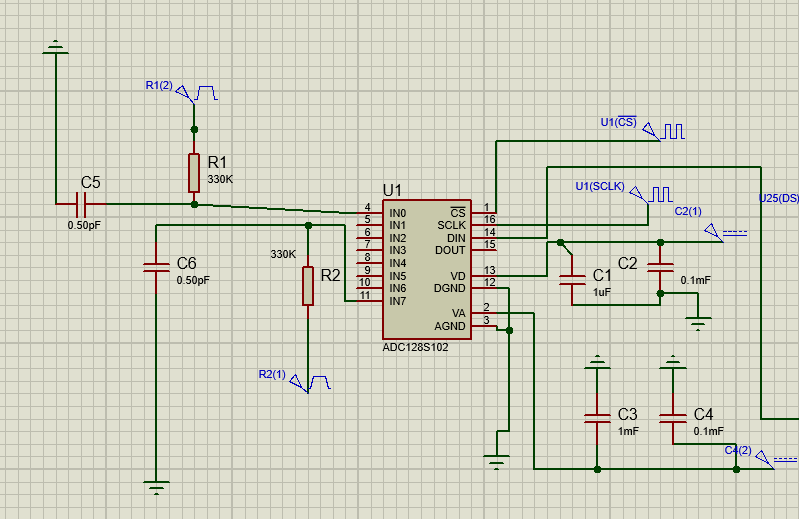 R1(2)
R1
330K
C5
0.50pF
U1(CS)
U1(SCLK)
C2(1)
U25(DS)
U1
4 IN0 CS 1
5 IN1 SCLK 16
6 IN2 DIN 14
7 IN3 DOUT 15
8 IN4
9 IN5 VD 13
10 IN6 DGND 12
11 IN7
VA 2
AGND 3
ADC128S102
C6
0.50pF
330K
R2
R2(1)
C1
1uF
C2
0.1mF
C3
1mF
C4
0.1mF
C4(2)